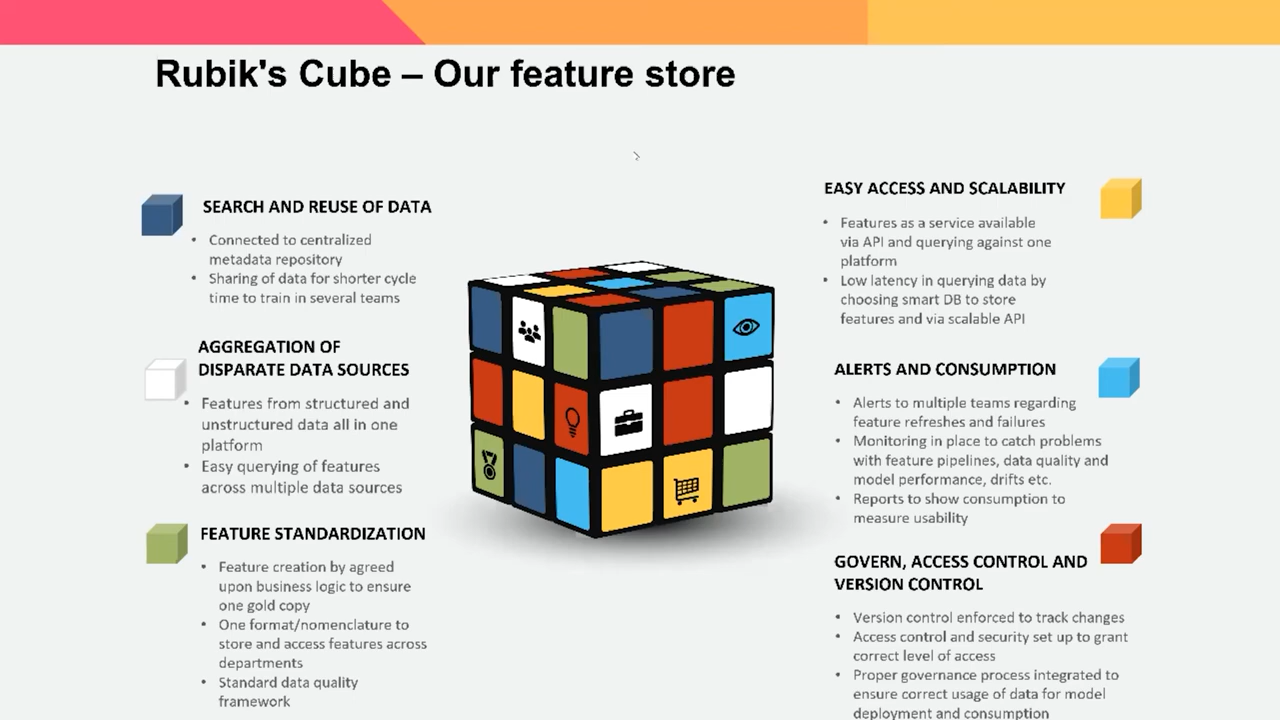 Rubik's Cube – Our feature store
SEARCH AND REUSE OF DATA
• Connected to centralized
metadata repository
• Sharing of data for shorter cycle
time to train in several teams
AGGREGATION OF
DISPARATE DATA SOURCES
• Features from structured and
unstructured data all in one
platform
• Easy querying of features
across multiple data sources
FEATURE STANDARDIZATION
• Feature creation by agreed
upon business logic to ensure
one gold copy
• One format/nomenclature to
store and access features across
departments
• Standard data quality
framework
EASY ACCESS AND SCALABILITY
• Features as a service available
via API and querying against one
platform
• Low latency in querying data by
choosing smart DB to store
features and via scalable API
ALERTS AND CONSUMPTION
• Alerts to multiple teams regarding
feature refreshes and failures
• Monitoring in place to catch problems
with feature pipelines, data quality and
model performance, drifts etc.
• Reports to show consumption to
measure usability
GOVERN, ACCESS CONTROL AND
VERSION CONTROL
• Version control enforced to track changes
• Access control and security set up to grant
correct level of access
• Proper governance process integrated to
ensure correct usage of data for model
deployment and consumption